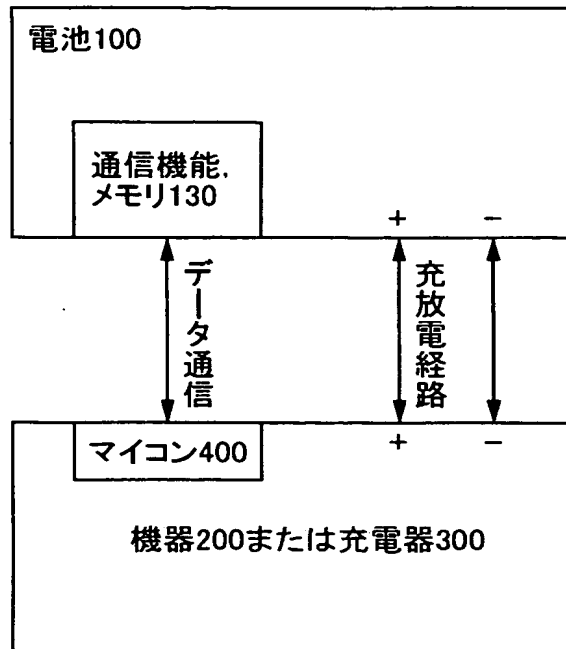 電池100
通信機能,
メモリ130
+ −
データ通信
充放電経路
マイコン400
+ −
機器200または充電器300